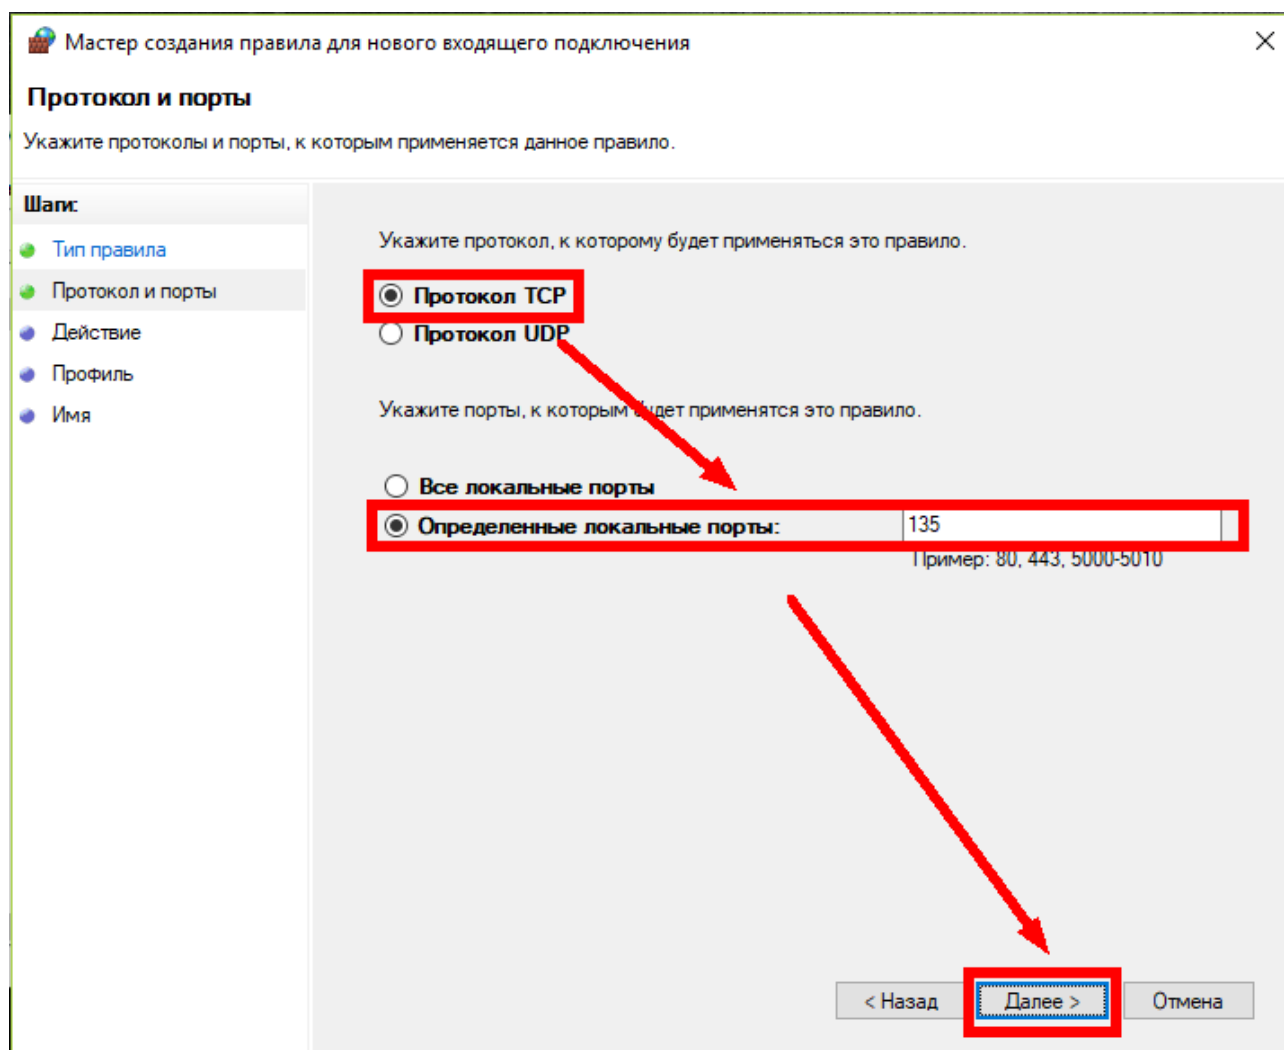 Мастер создания правила для нового входящего подключения
Протокол и порты
Укажите протоколы и порты, к которым применяется данное правило.
Шаги:
Тип правила
Протокол и порты
Действие
Профиль
Имя
Укажите протокол, к которому будет применяться это правило.
Протокол TCP
Протокол UDP
Укажите порты, к которым будет применятся это правило.
Все локальные порты
Определенные локальные порты: 135
Пример: 80, 443, 5000-5010
< Назад Далее > Отмена